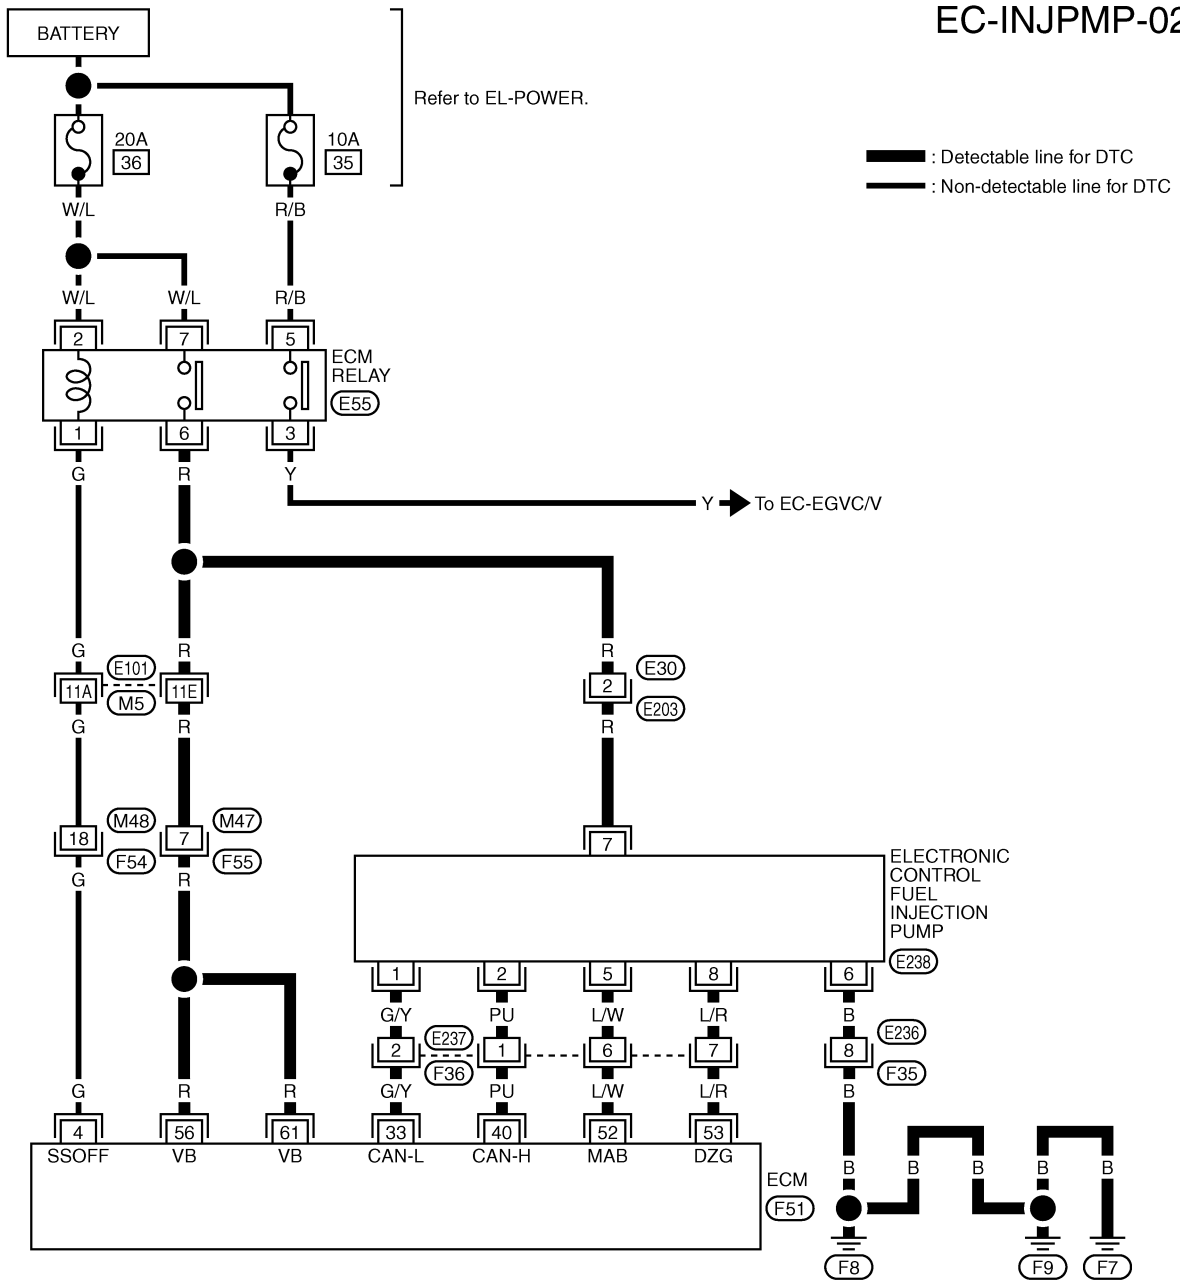 EC-INJPMP-02
BATTERY
Refer to EL-POWER.
20A
36
10A
35
: Detectable line for DTC
: Non-detectable line for DTC
W/L
R/B
W/L
W/L
R/B
2
7
5
ECM
RELAY
E55
1
6
3
G
R
Y
Y
To EC-EGVC/V
G
R
R
E101
E30
11A
11E
2
M5
E203
G
R
R
M48
M47
18
7
7
F54
F55
G
R
ELECTRONIC
CONTROL
FUEL
INJECTION
PUMP
E238
1
2
5
8
6
G/Y
PU
L/W
L/R
B
E237
E236
2
1
6
7
8
F36
F35
G
R
R
G/Y
PU
L/W
L/R
B
4
56
61
33
40
52
53
SSOFF
VB
VB
CAN-L
CAN-H
MAB
DZG
B
B
B
B
B
ECM
F51
F8
F9
F7